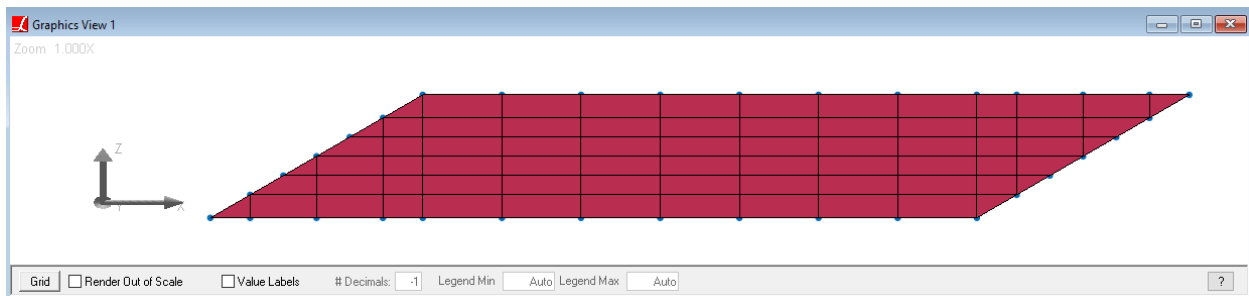 Graphics View 1
Zoom 1.000X
Z
Y
X
Grid Render Out of Scale Value Labels # Decimals: -1 Legend Min Auto Legend Max Auto ?